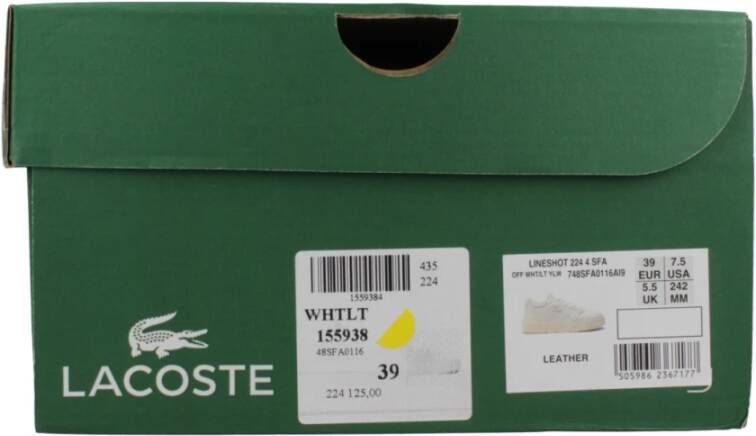 LACOSTE
435
224
1559384
WHTLT
155938
48SFA0116
39
224 125,00
LINESHOT 224 4 SFA
OFF WHT/LT YLW 748SFA0116AI9
LEATHER
39 7.5
EUR USA
5.5 242
UK MM
505986 2367177